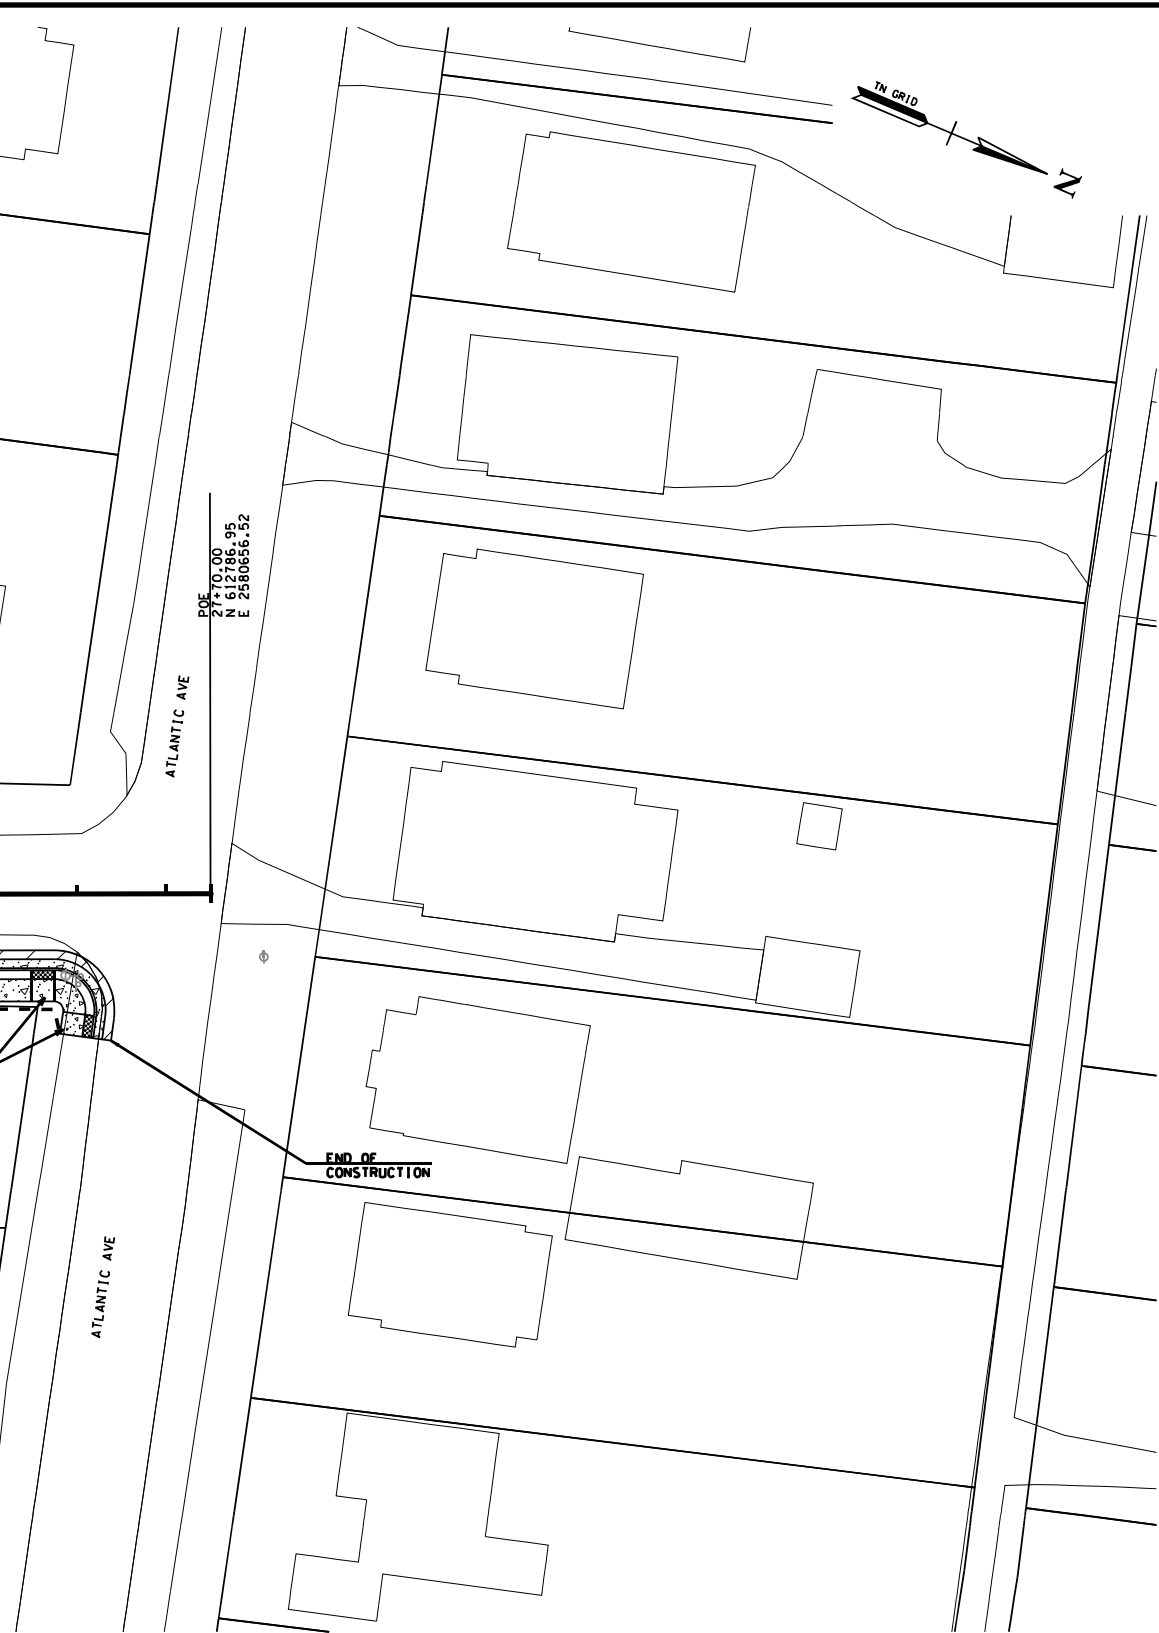 TN GRID
N
POE
27+70.00
N 612786.95
E 2580656.52
ATLANTIC AVE
END OF
CONSTRUCTION
ATLANTIC AVE